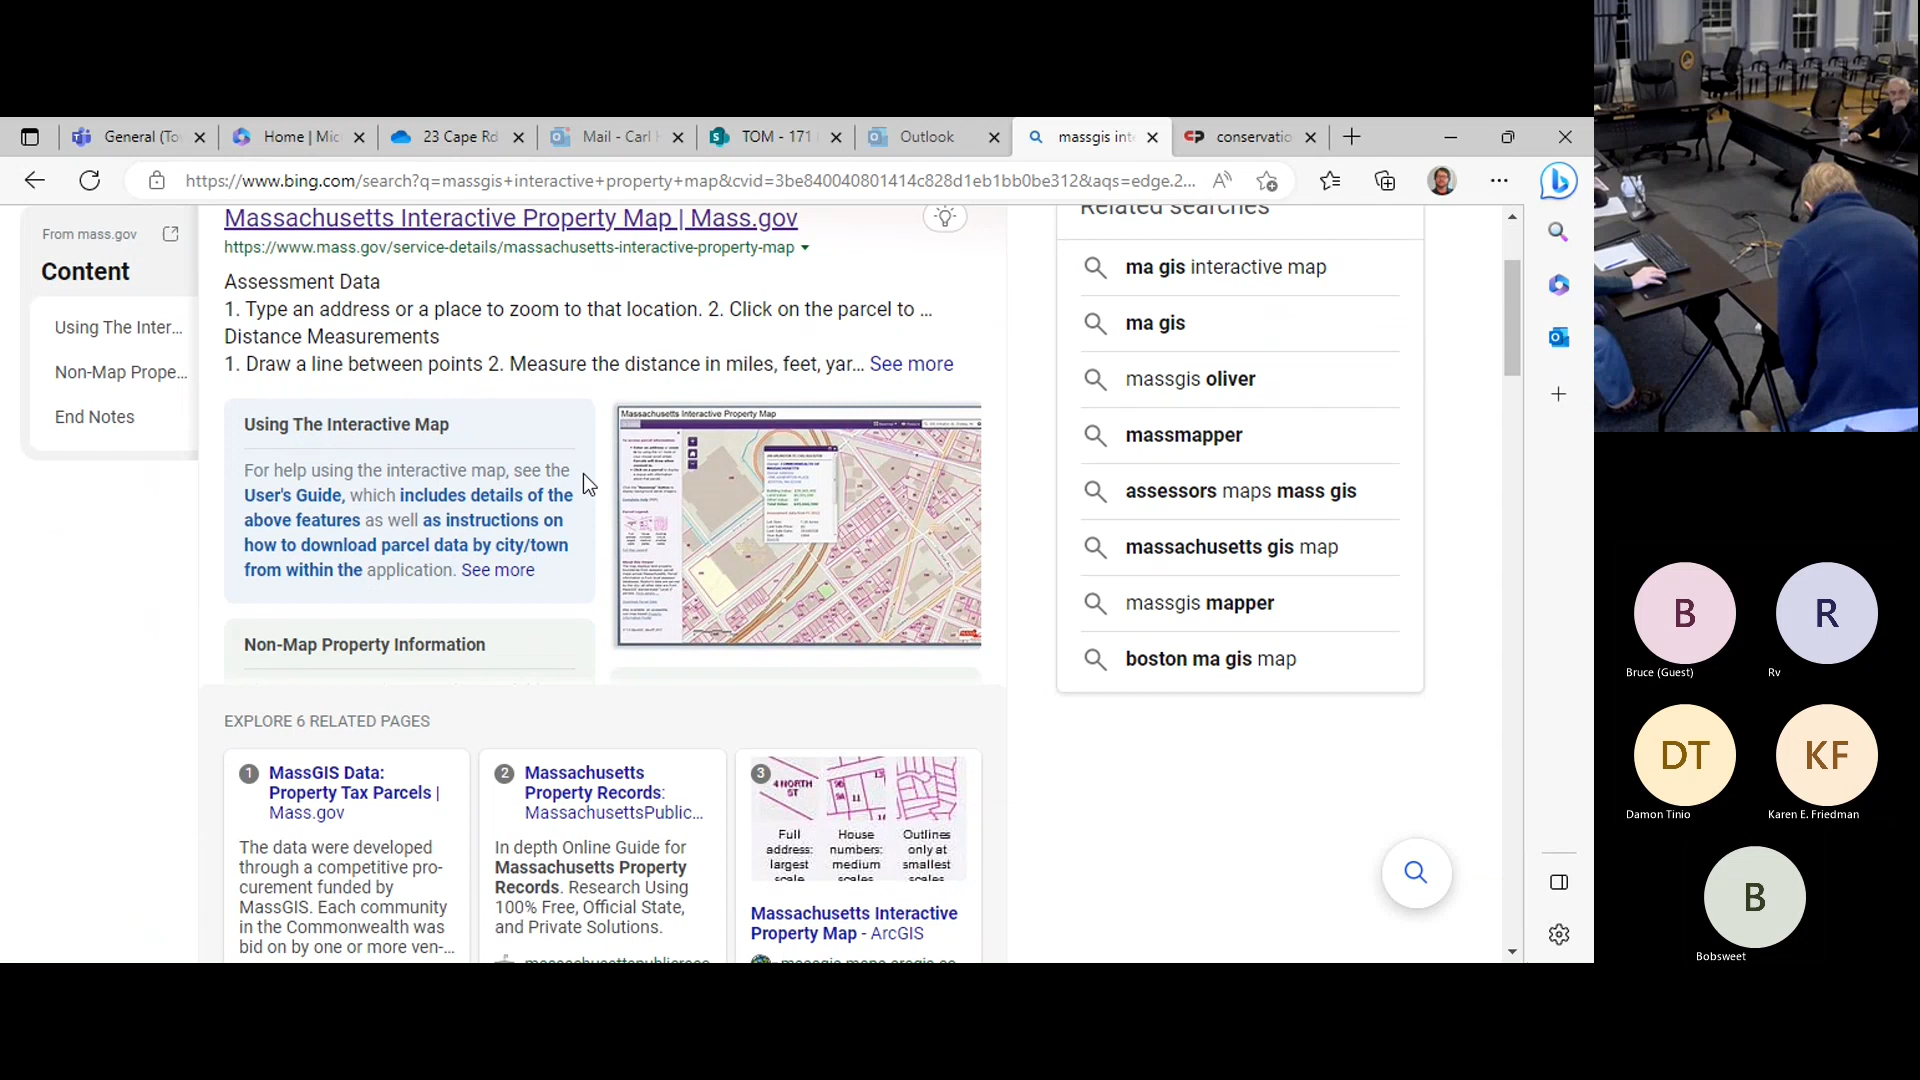 General (To
Home | Mic
23 Cape Rd
Mail - Carl H
TOM - 171
Outlook
massgis int
conservatio
https://www.bing.com/search?q=massgis+interactive+property+map&cvid=3be840040801414c828d1eb1bb0be312&aqs=edge.2...
From mass.gov
Content
Using The Inter...
Non-Map Prope...
End Notes
Massachusetts Interactive Property Map | Mass.gov
https://www.mass.gov/service-details/massachusetts-interactive-property-map
Assessment Data
1. Type an address or a place to zoom to that location. 2. Click on the parcel to ...
Distance Measurements
1. Draw a line between points 2. Measure the distance in miles, feet, yar... See more
Using The Interactive Map
For help using the interactive map, see the
User's Guide, which includes details of the
above features as well as instructions on
how to download parcel data by city/town
from within the application. See more
Massachusetts Interactive Property Map
Non-Map Property Information
EXPLORE 6 RELATED PAGES
1 MassGIS Data:
Property Tax Parcels |
Mass.gov
The data were developed
through a competitive pro-
curement funded by
MassGIS. Each community
in the Commonwealth was
bid on by one or more ven-...
2 Massachusetts
Property Records:
MassachusettsPublic...
In depth Online Guide for
Massachusetts Property
Records. Research Using
100% Free, Official State,
and Private Solutions.
3
4 NORTH
ST
11
Full
address:
largest
scale
House
numbers:
medium
scales
Outlines
only at
smallest
scales
Massachusetts Interactive
Property Map - ArcGIS
Related searches
ma gis interactive map
ma gis
massgis oliver
massmapper
assessors maps mass gis
massachusetts gis map
massgis mapper
boston ma gis map
B
Bruce (Guest)
R
Rv
DT
Damon Tinio
KF
Karen E. Friedman
B
Bobsweet